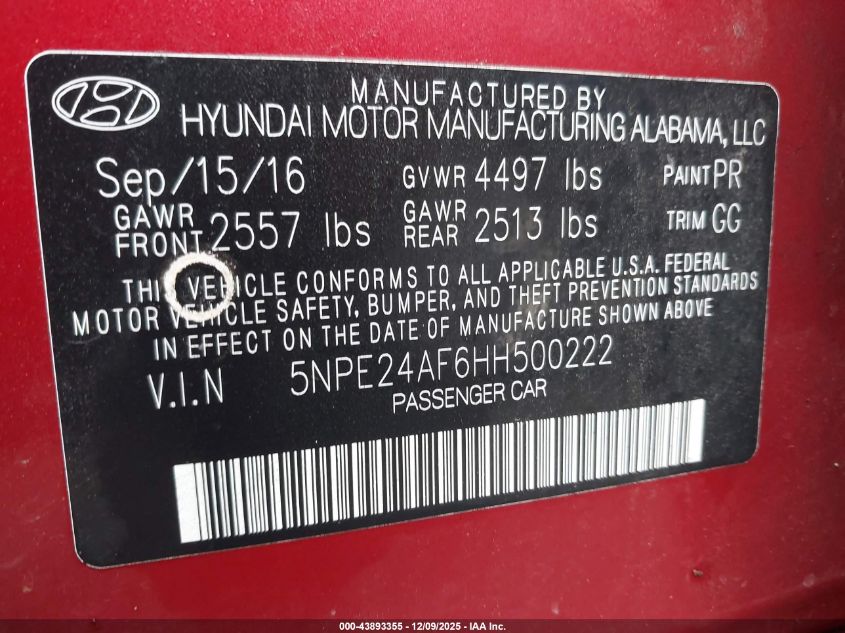 MANUFACTURED BY
HYUNDAI MOTOR MANUFACTURING ALABAMA, LLC
Sep/15/16 GVWR 4497 lbs PAINT PR
GAWR FRONT 2557 lbs GAWR REAR 2513 lbs TRIM GG
THIS VEHICLE CONFORMS TO ALL APPLICABLE U.S.A. FEDERAL
MOTOR VEHICLE SAFETY, BUMPER, AND THEFT PREVENTION STANDARDS
IN EFFECT ON THE DATE OF MANUFACTURE SHOWN ABOVE
V.I.N 5NPE24AF6HH500222
PASSENGER CAR
000-43893355 | 12/09/2025 - IAA Inc.